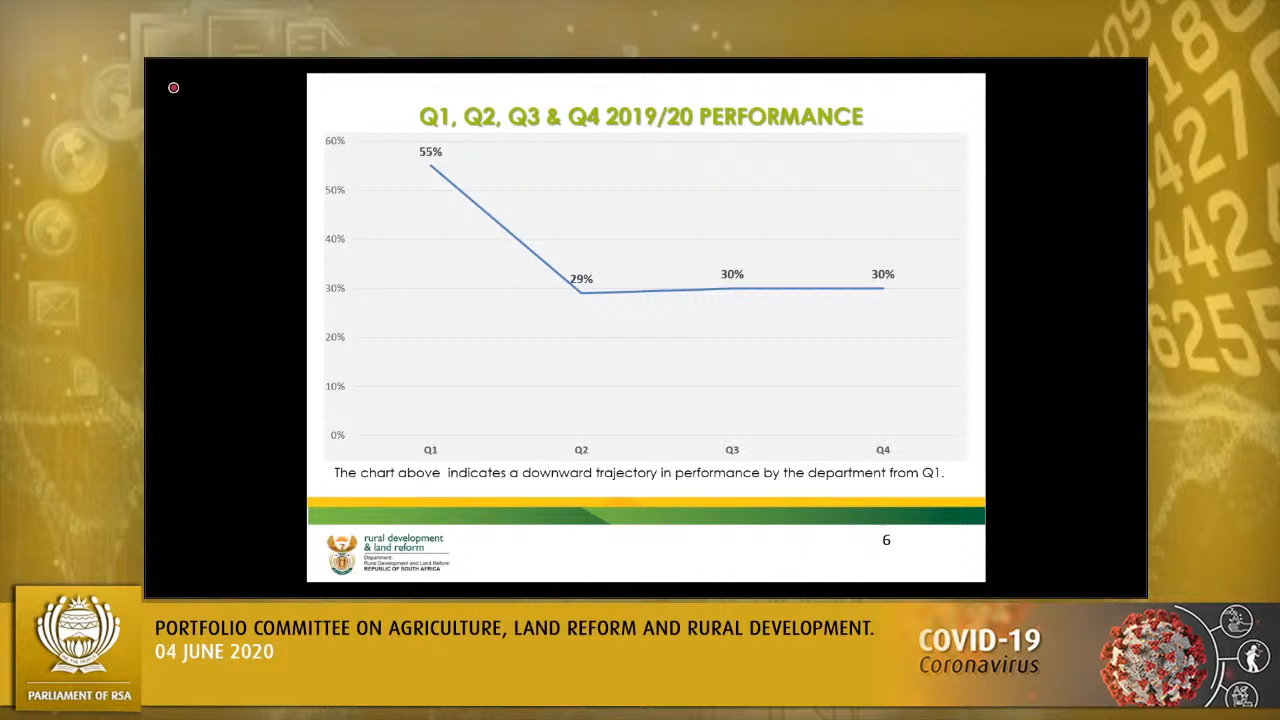 Q1, Q2, Q3 & Q4 2019/20 PERFORMANCE
60%
50%
40%
30%
20%
10%
0%
55%
29%
30%
30%
Q1
Q2
Q3
Q4
The chart above indicates a downward trajectory in performance by the department from Q1.
rural development
& land reform
Department:
Rural Development and Land Reform
REPUBLIC OF SOUTH AFRICA
6
PORTFOLIO COMMITTEE ON AGRICULTURE, LAND REFORM AND RURAL DEVELOPMENT.
04 JUNE 2020
PARLIAMENT OF RSA
COVID-19
Coronavirus